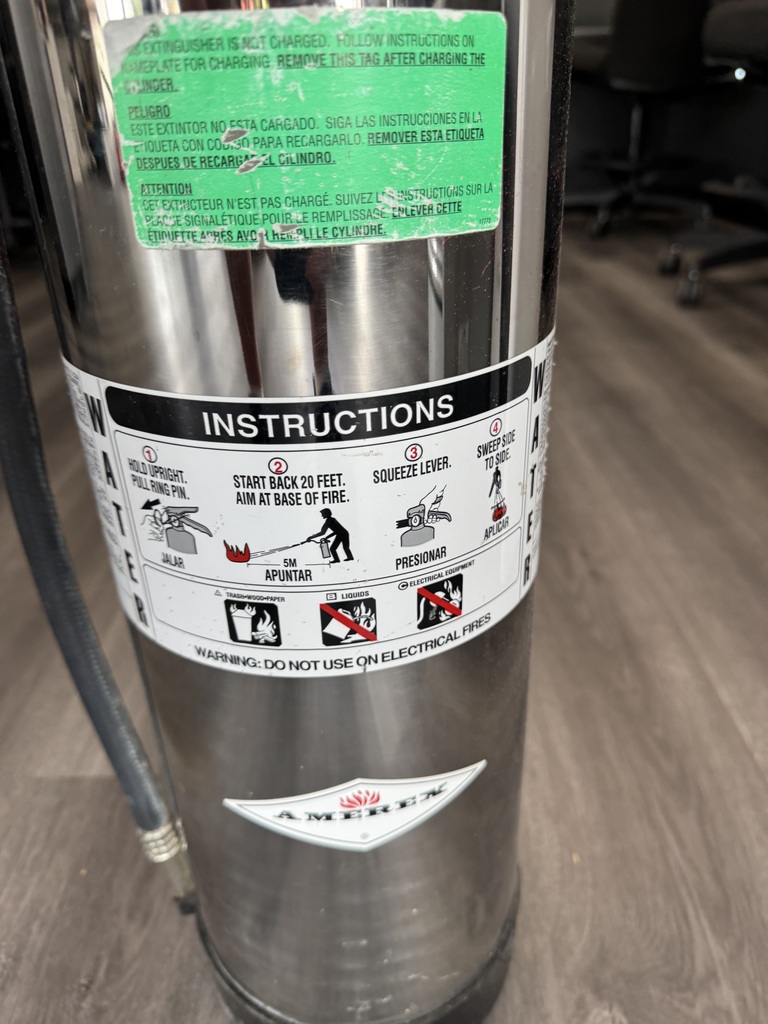 EXTINGUISHER IS NOT CHARGED. FOLLOW INSTRUCTIONS ON
NAMEPLATE FOR CHARGING. REMOVE THIS TAG AFTER CHARGING THE
CYLINDER.
PELIGRO
ESTE EXTINTOR NO ESTA CARGADO. SIGA LAS INSTRUCCIONES EN LA
ETIQUETA CON CODIGO PARA RECARGARLO. REMOVER ESTA ETIQUETA
DESPUES DE RECARGAR EL CILINDRO.
ATTENTION
CET EXTINCTEUR N'EST PAS CHARGÉ. SUIVEZ LES INSTRUCTIONS SUR LA
PLAQUE SIGNALÉTIQUE POUR LE REMPLISSAGE. ENLEVER CETTE
ÉTIQUETTE APRÈS AVOIR REMPLI LE CYLINDRE.
INSTRUCTIONS
WATER
1
HOLD UPRIGHT.
PULL RING PIN.
JALAR
2
START BACK 20 FEET.
AIM AT BASE OF FIRE.
5M
APUNTAR
3
SQUEEZE LEVER.
PRESIONAR
4
SWEEP SIDE
TO SIDE.
APLICAR
WATER
A TRASH•WOOD•PAPER
B LIQUIDS
C ELECTRICAL EQUIPMENT
WARNING: DO NOT USE ON ELECTRICAL FIRES
AMEREX
®